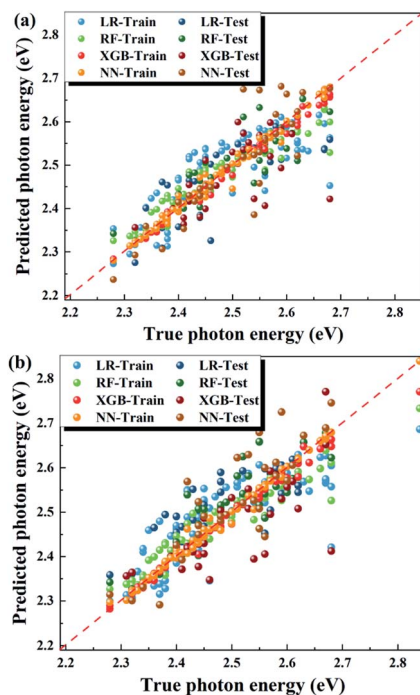 (a)
LR-Train LR-Test
RF-Train RF-Test
XGB-Train XGB-Test
NN-Train NN-Test
Predicted photon energy (eV)
2.8
2.7
2.6
2.5
2.4
2.3
2.2
2.2 2.3 2.4 2.5 2.6 2.7 2.8
True photon energy (eV)
(b)
LR-Train LR-Test
RF-Train RF-Test
XGB-Train XGB-Test
NN-Train NN-Test
Predicted photon energy (eV)
2.8
2.7
2.6
2.5
2.4
2.3
2.2
2.2 2.3 2.4 2.5 2.6 2.7 2.8
True photon energy (eV)